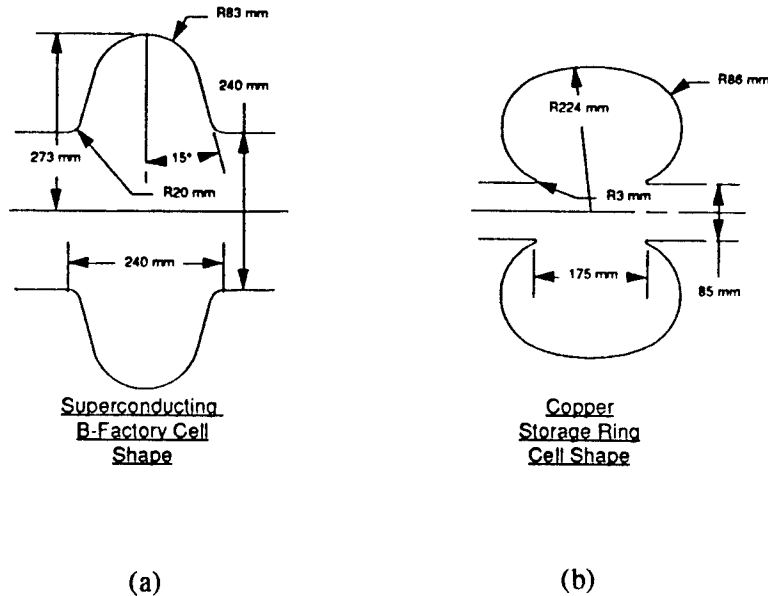 R83 mm
240 mm
273 mm
15°
R20 mm
240 mm
Superconducting
B-Factory Cell
Shape
(a)
R86 mm
R224 mm
R3 mm
175 mm
85 mm
Copper
Storage Ring
Cell Shape
(b)